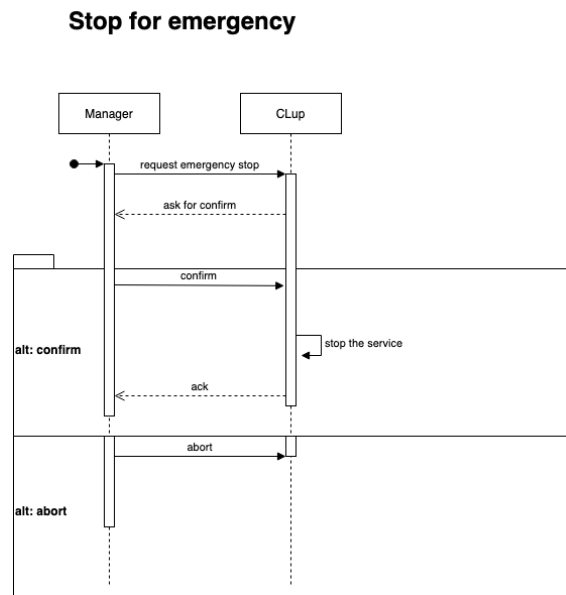 Stop for emergency
Manager
CLup
request emergency stop
ask for confirm
confirm
alt: confirm
stop the service
ack
abort
alt: abort